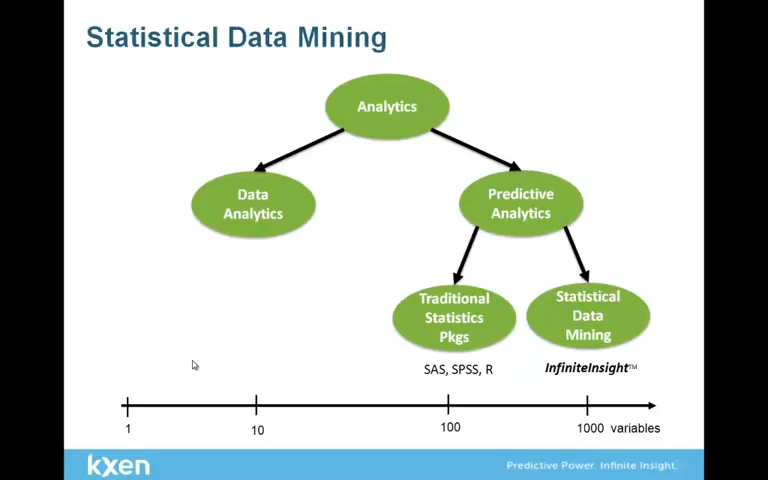 Statistical Data Mining
Analytics
Data
Analytics
Predictive
Analytics
Traditional
Statistics
Pkgs
Statistical
Data
Mining
SAS, SPSS, R
InfiniteInsight™
1
10
100
1000 variables
kxen
Predictive Power. Infinite Insight.